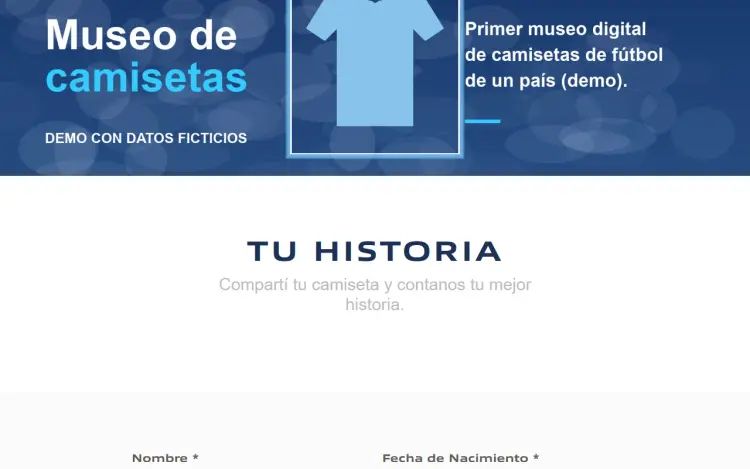 Museo de
camisetas
DEMO CON DATOS FICTICIOS
Primer museo digital
de camisetas de fútbol
de un país (demo).
TU HISTORIA
Compartí tu camiseta y contanos tu mejor
historia.
Nombre *
Fecha de Nacimiento *